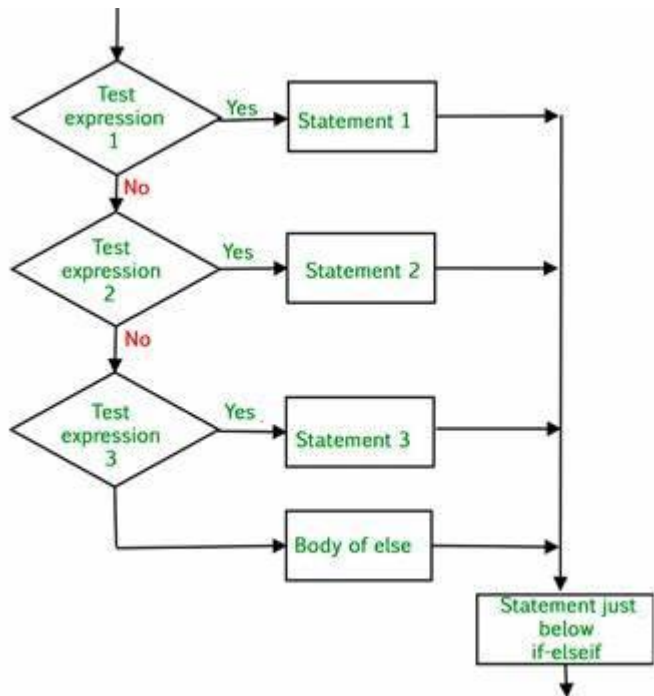 Test
expression
1
Yes
Statement 1
No
Test
expression
2
Yes
Statement 2
No
Test
expression
3
Yes
Statement 3
Body of else
Statement just
below
if-elseif